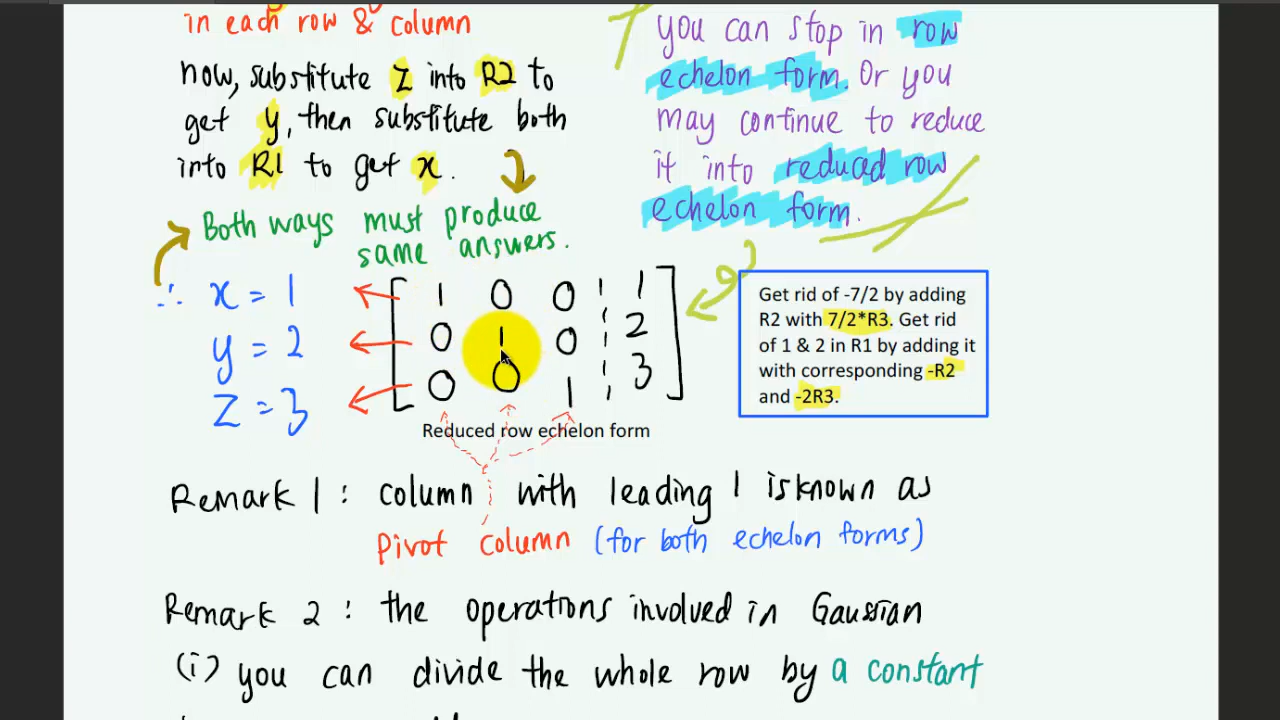 in each row & column
now, substitute z into R2 to
get y, then substitute both
into R1 to get x.
you can stop in row
echelon form. Or you
may continue to reduce
it into reduced row
echelon form.
Both ways must produce
same answers.
∴ x = 1
y = 2
z = 3
1 0 0 ¦ 1
0 1 0 ¦ 2
0 0 1 ¦ 3
Reduced row echelon form
Get rid of -7/2 by adding
R2 with 7/2*R3. Get rid
of 1 & 2 in R1 by adding it
with corresponding -R2
and -2R3.
Remark 1 : column with leading 1 is known as
pivot column (for both echelon forms)
Remark 2 : the operations involved in Gaussian
(i) you can divide the whole row by a constant